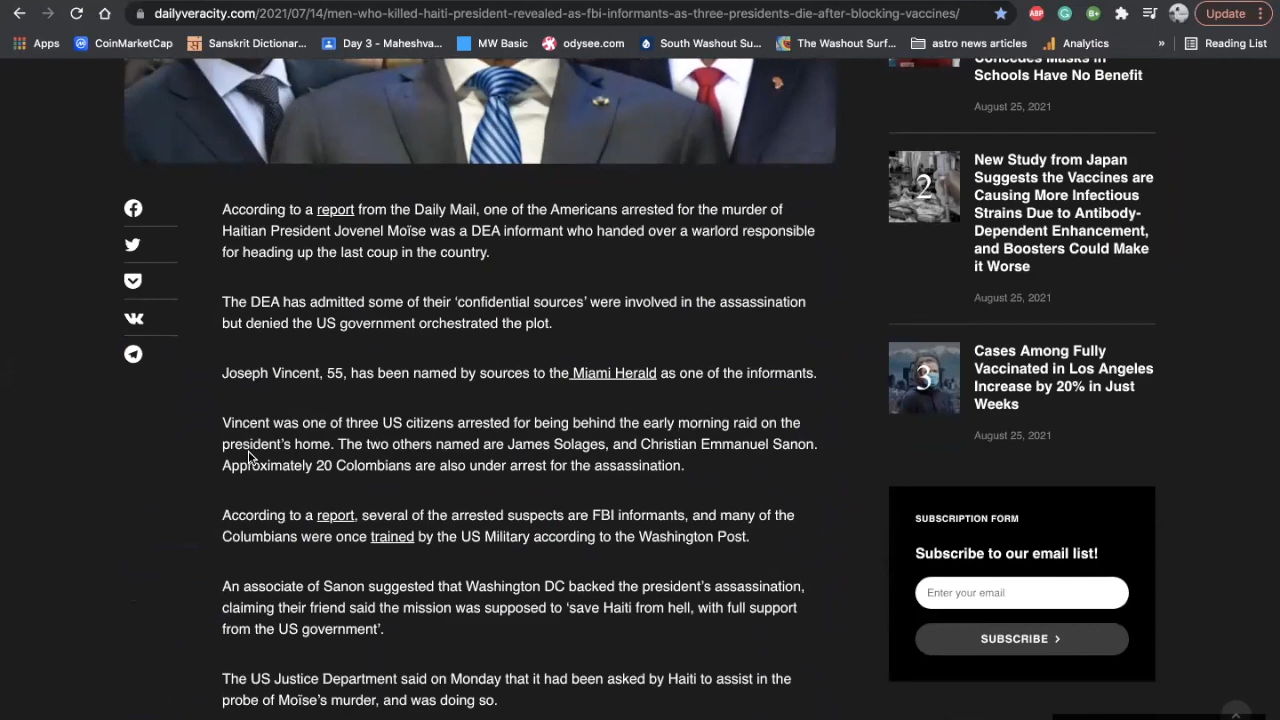 dailyveracity.com/2021/07/14/men-who-killed-haiti-president-revealed-as-fbi-informants-as-three-presidents-die-after-blocking-vaccines/
ABP
G
B+
Update
Apps
CoinMarketCap
Sanskrit Dictionar...
Day 3 - Maheshva...
MW Basic
odysee.com
South Washout Su...
The Washout Surf...
astro news articles
Analytics
»
Reading List
According to a report from the Daily Mail, one of the Americans arrested for the murder of
Haitian President Jovenel Moïse was a DEA informant who handed over a warlord responsible
for heading up the last coup in the country.
The DEA has admitted some of their ‘confidential sources’ were involved in the assassination
but denied the US government orchestrated the plot.
Joseph Vincent, 55, has been named by sources to the Miami Herald as one of the informants.
Vincent was one of three US citizens arrested for being behind the early morning raid on the
president’s home. The two others named are James Solages, and Christian Emmanuel Sanon.
Approximately 20 Colombians are also under arrest for the assassination.
According to a report, several of the arrested suspects are FBI informants, and many of the
Columbians were once trained by the US Military according to the Washington Post.
An associate of Sanon suggested that Washington DC backed the president’s assassination,
claiming their friend said the mission was supposed to ‘save Haiti from hell, with full support
from the US government’.
The US Justice Department said on Monday that it had been asked by Haiti to assist in the
probe of Moïse’s murder, and was doing so.
Concedes Masks in
Schools Have No Benefit
August 25, 2021
2
New Study from Japan
Suggests the Vaccines are
Causing More Infectious
Strains Due to Antibody-
Dependent Enhancement,
and Boosters Could Make
it Worse
August 25, 2021
3
Cases Among Fully
Vaccinated in Los Angeles
Increase by 20% in Just
Weeks
August 25, 2021
SUBSCRIPTION FORM
Subscribe to our email list!
Enter your email
SUBSCRIBE >